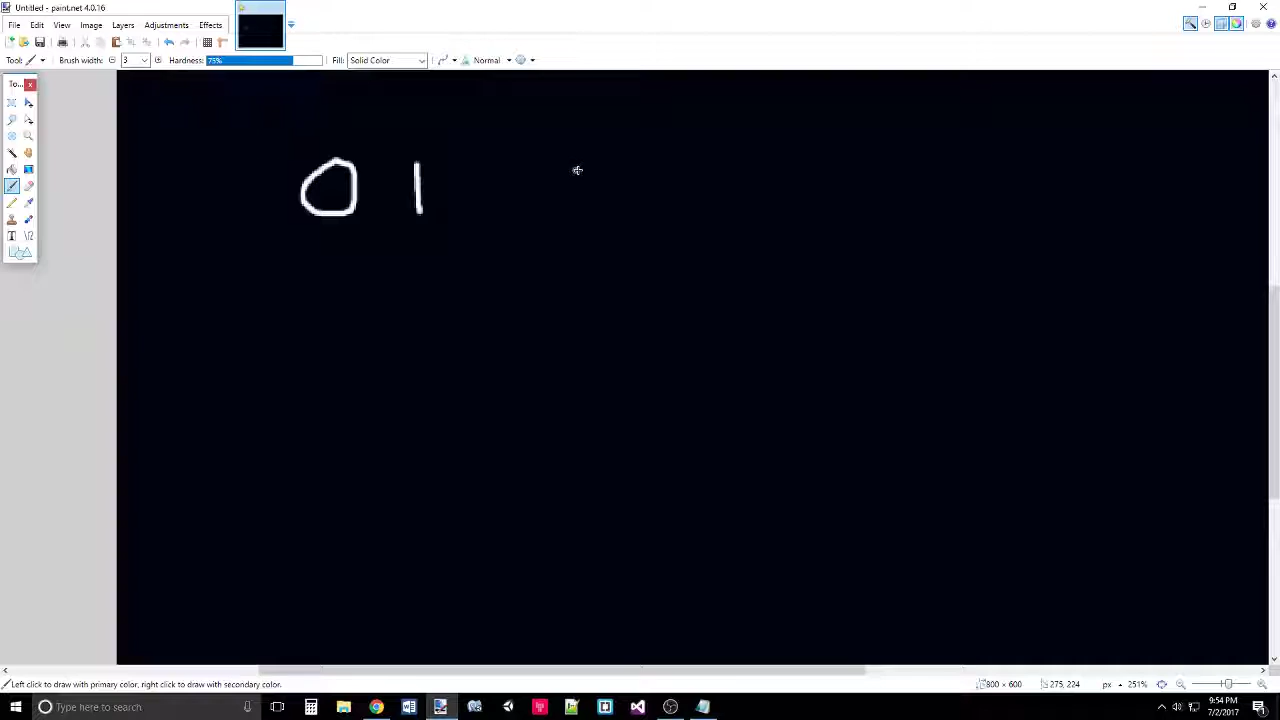 Untitled - paint.net 4.0.16
File Edit View Image Layers Adjustments Effects
Tool: Brush width: 3 Hardness: 75% Fill: Solid Color Normal
To...
0 1
Left click to draw with primary color, right click to draw with secondary color. 800 × 600 275, 224 px 251%
Type here to search 9:54 PM
7/2/2017